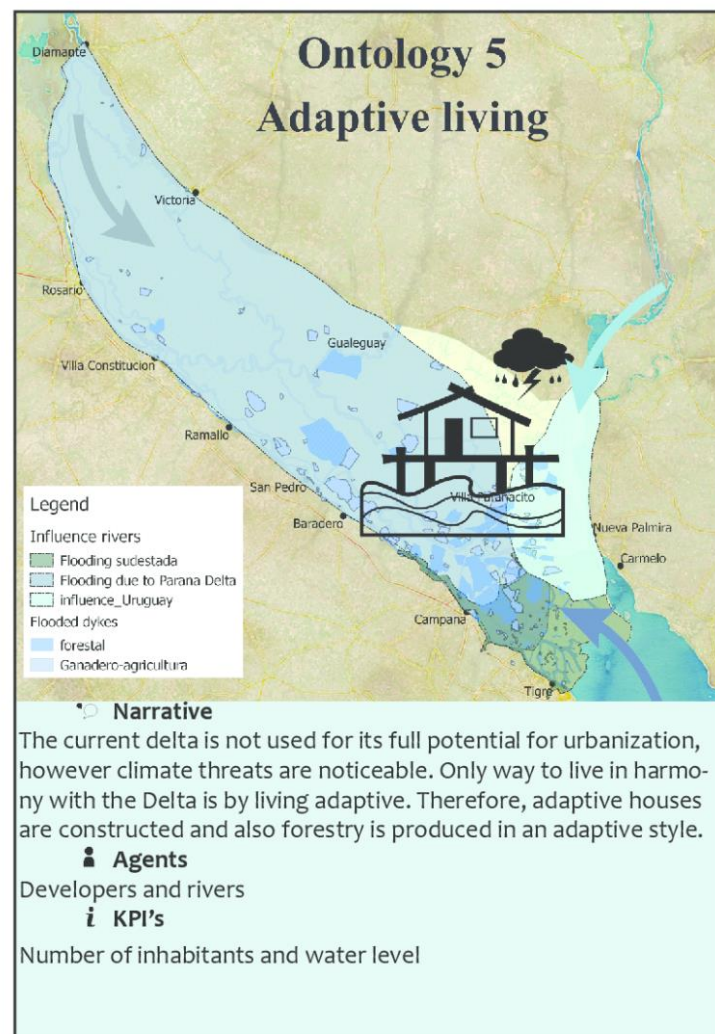 Ontology 5
Adaptive living
Diamante
Victoria
Rosario
Gualeguay
Villa Constitucion
Ramallo
San Pedro
Villa Paranacito
Baradero
Nueva Palmira
Carmelo
Campana
Tigre
Legend
Influence rivers
Flooding sudestada
Flooding due to Parana Delta
influence_Uruguay
Flooded dykes
forestal
Ganadero-agricultura
Narrative
The current delta is not used for its full potential for urbanization,
however climate threats are noticeable. Only way to live in harmo-
ny with the Delta is by living adaptive. Therefore, adaptive houses
are constructed and also forestry is produced in an adaptive style.
Agents
Developers and rivers
i KPI's
Number of inhabitants and water level